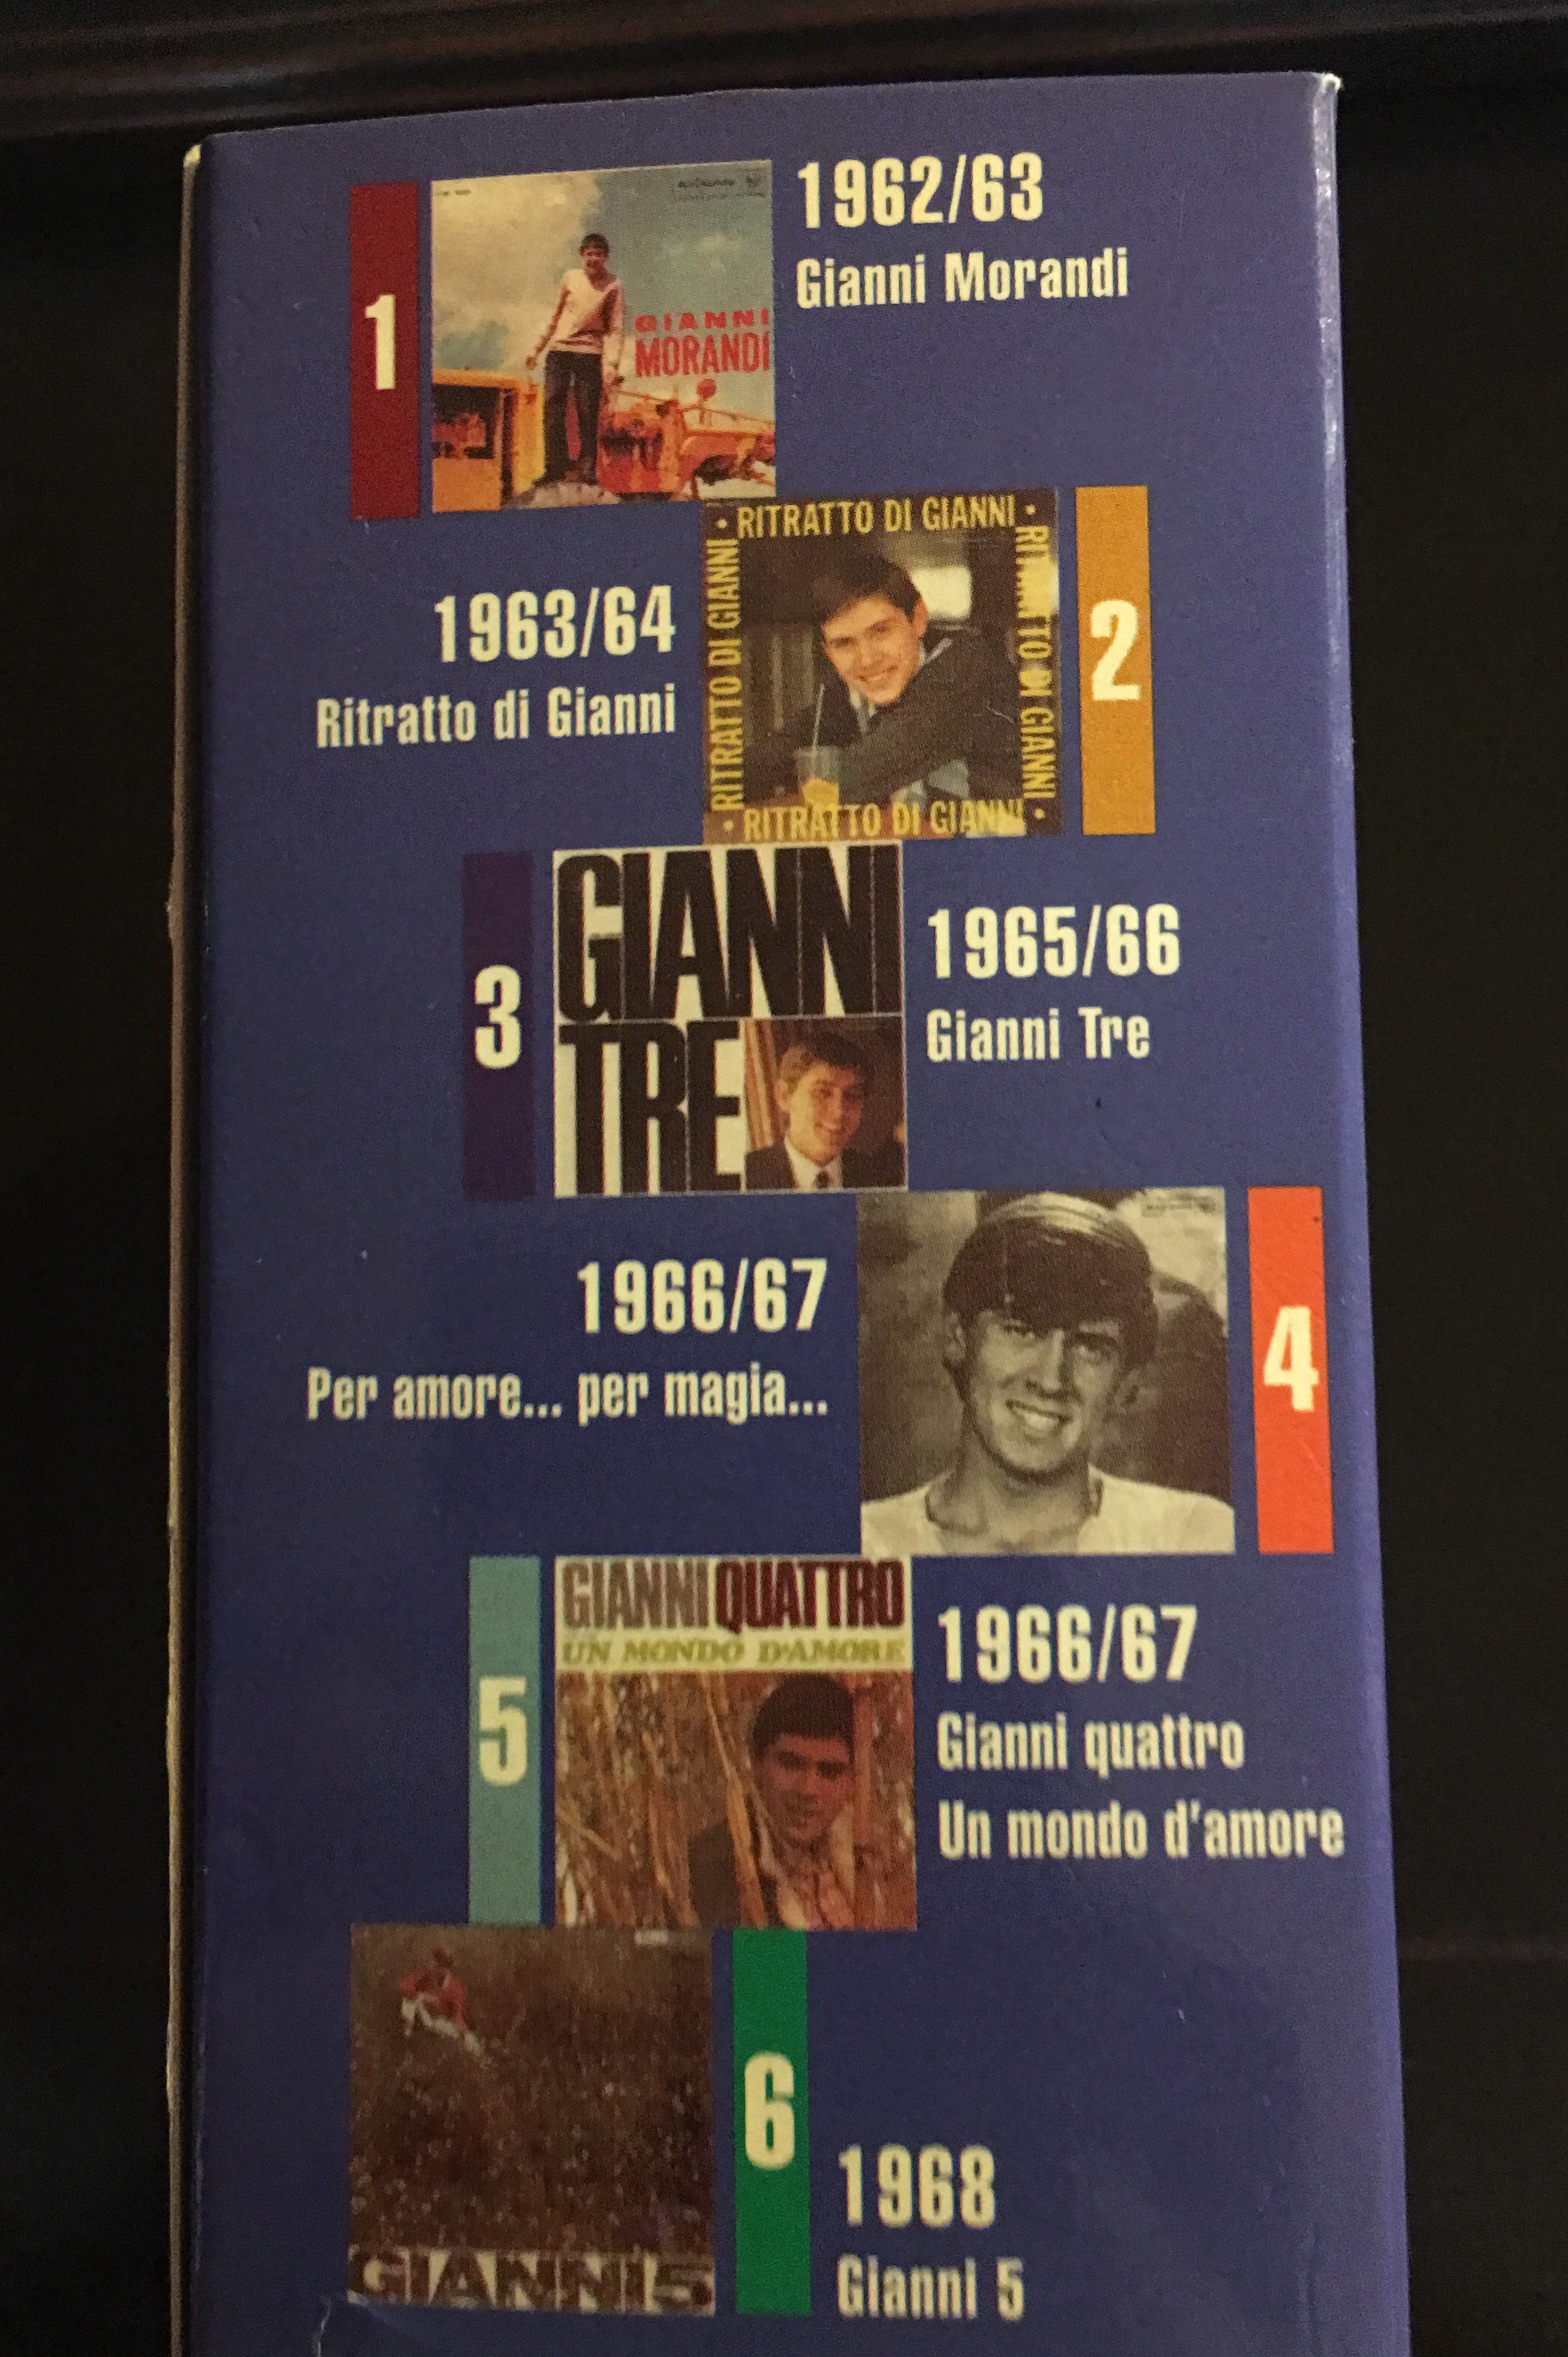 1
GIANNI
MORANDI
1962/63
Gianni Morandi
1963/64
Ritratto di Gianni
• RITRATTO DI GIANNI •
RITRATTO DI GIANNI
RITRATTO DI GIANNI
• RITRATTO DI GIANNI •
2
3
GIANNI
TRE
1965/66
Gianni Tre
1966/67
Per amore... per magia...
4
5
GIANNI QUATTRO
UN MONDO D'AMORE
1966/67
Gianni quattro
Un mondo d'amore
GIANNI 5
6
1968
Gianni 5